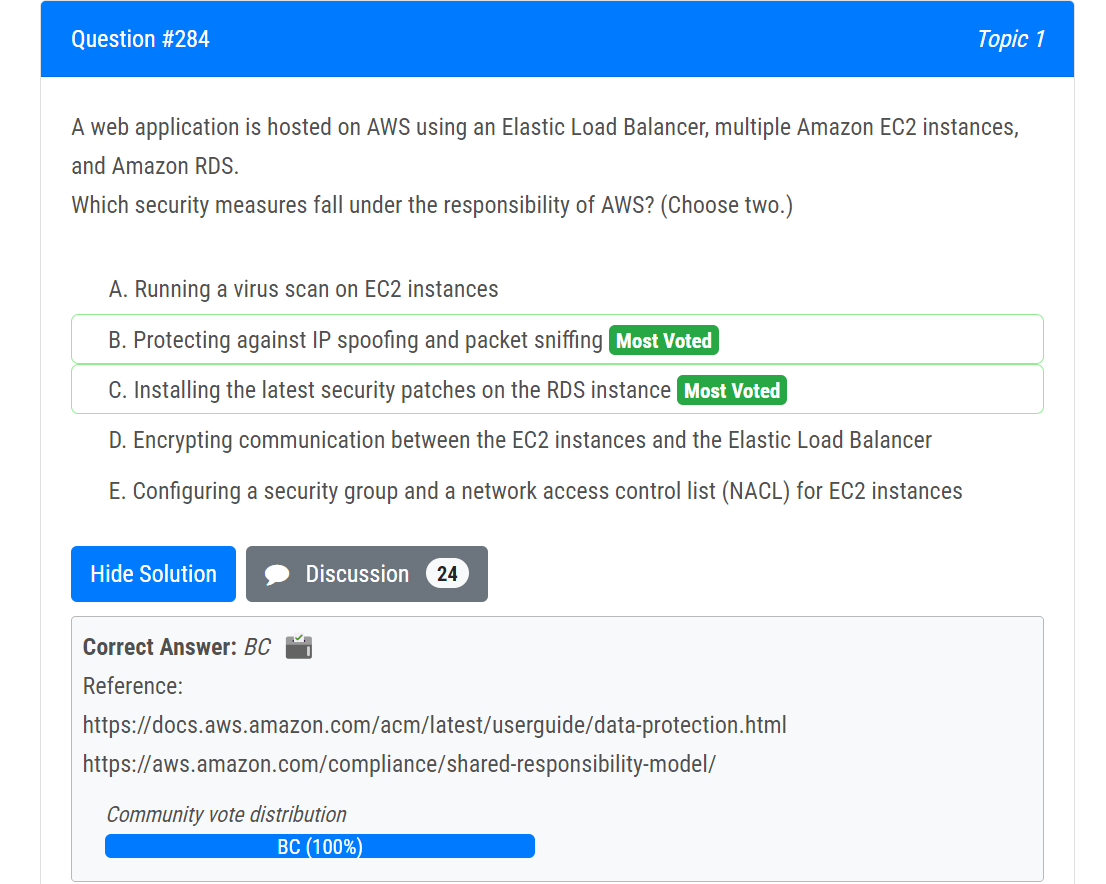 Question #284
Topic 1
A web application is hosted on AWS using an Elastic Load Balancer, multiple Amazon EC2 instances,
and Amazon RDS.
Which security measures fall under the responsibility of AWS? (Choose two.)
A. Running a virus scan on EC2 instances
B. Protecting against IP spoofing and packet sniffing Most Voted
C. Installing the latest security patches on the RDS instance Most Voted
D. Encrypting communication between the EC2 instances and the Elastic Load Balancer
E. Configuring a security group and a network access control list (NACL) for EC2 instances
Hide Solution
Discussion 24
Correct Answer: BC
Reference:
https://docs.aws.amazon.com/acm/latest/userguide/data-protection.html
https://aws.amazon.com/compliance/shared-responsibility-model/
Community vote distribution
BC (100%)